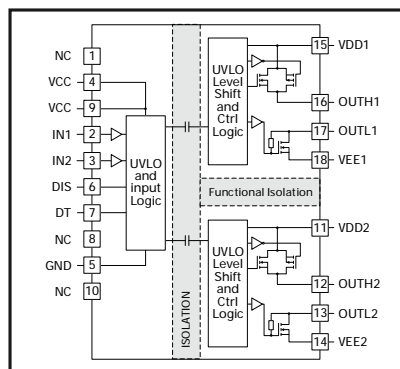 NC 1
VCC 4
VCC 9
IN1 2
IN2 3
DIS 6
DT 7
NC 8
GND 5
NC 10
UVLO
and
input
Logic
ISOLATION
UVLO
Level
Shift
and
Ctrl
Logic
15 VDD1
16 OUTH1
17 OUTL1
18 VEE1
Functional Isolation
UVLO
Level
Shift
and
Ctrl
Logic
11 VDD2
12 OUTH2
13 OUTL2
14 VEE2